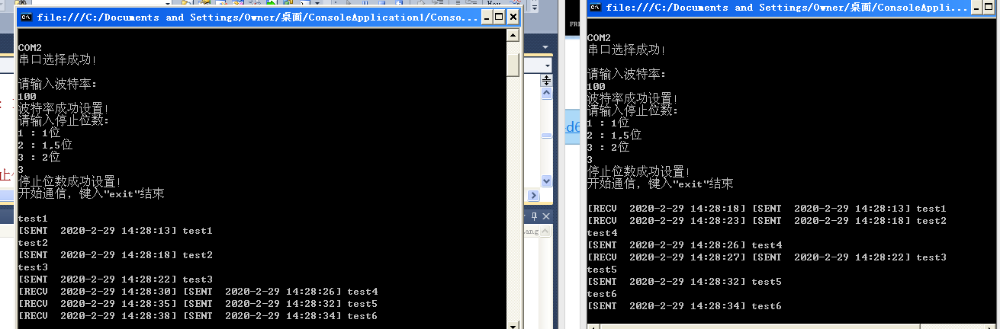 file:///C:/Documents and Settings/Owner/桌面/ConsoleApplication1/Conso...
COM2
串口选择成功!
请输入波特率:
100
波特率成功设置!
请输入停止位数:
1 : 1位
2 : 1.5位
3 : 2位
3
停止位数成功设置!
开始通信, 键入"exit"结束
test1
[SENT  2020-2-29 14:28:13] test1
test2
[SENT  2020-2-29 14:28:18] test2
test3
[SENT  2020-2-29 14:28:22] test3
[RECV  2020-2-29 14:28:30] [SENT  2020-2-29 14:28:26] test4
[RECV  2020-2-29 14:28:35] [SENT  2020-2-29 14:28:32] test5
[RECV  2020-2-29 14:28:38] [SENT  2020-2-29 14:28:34] test6
file:///C:/Documents and Settings/Owner/桌面/ConsoleAppli...
COM2
串口选择成功!
请输入波特率:
100
波特率成功设置!
请输入停止位数:
1 : 1位
2 : 1.5位
3 : 2位
3
停止位数成功设置!
开始通信, 键入"exit"结束
[RECV  2020-2-29 14:28:18] [SENT  2020-2-29 14:28:13] test1
[RECV  2020-2-29 14:28:23] [SENT  2020-2-29 14:28:18] test2
test4
[SENT  2020-2-29 14:28:26] test4
[RECV  2020-2-29 14:28:27] [SENT  2020-2-29 14:28:22] test3
test5
[SENT  2020-2-29 14:28:32] test5
test6
[SENT  2020-2-29 14:28:34] test6